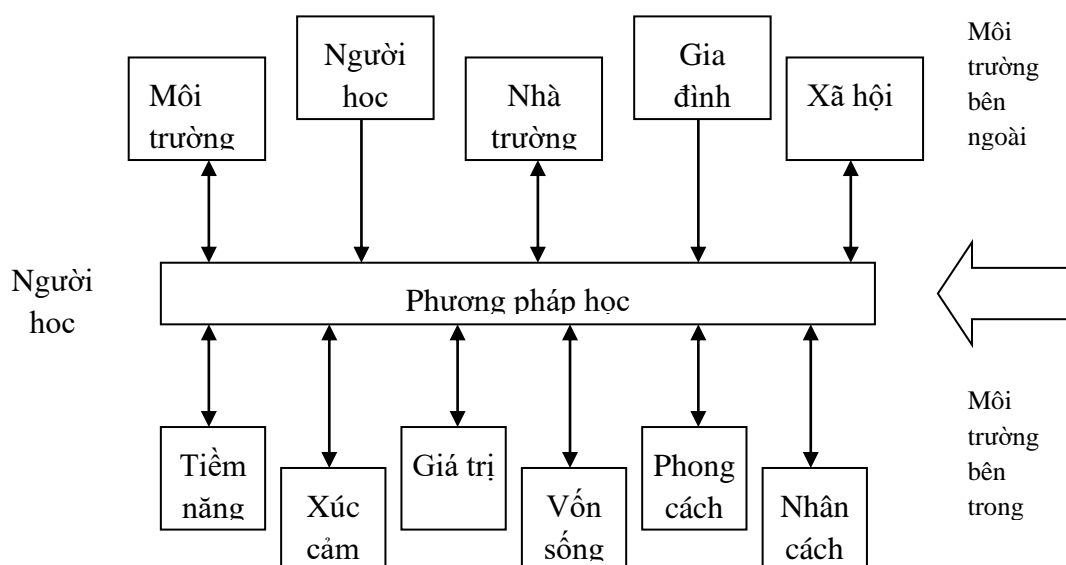 Môi
trường
Người
học
Nhà
trường
Gia
đình
Xã hội
Môi
trường
bên
ngoài
Người
học
Phương pháp học
Tiềm
năng
Xúc
cảm
Giá trị
Vốn
sống
Phong
cách
Nhân
cách
Môi
trường
bên
trong